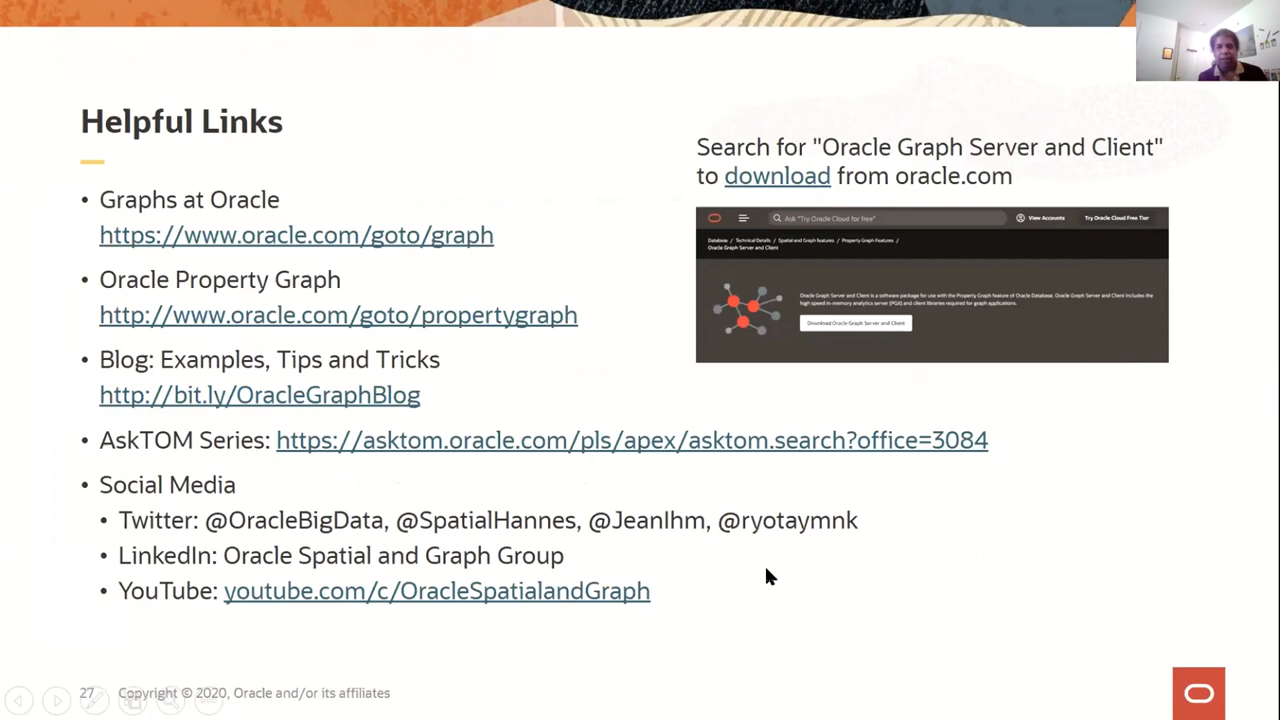 Helpful Links
• Graphs at Oracle
https://www.oracle.com/goto/graph
• Oracle Property Graph
http://www.oracle.com/goto/propertygraph
• Blog: Examples, Tips and Tricks
http://bit.ly/OracleGraphBlog
• AskTOM Series: https://asktom.oracle.com/pls/apex/asktom.search?office=3084
• Social Media
• Twitter: @OracleBigData, @SpatialHannes, @JeanIhm, @ryotaymnk
• LinkedIn: Oracle Spatial and Graph Group
• YouTube: youtube.com/c/OracleSpatialandGraph
Search for "Oracle Graph Server and Client"
to download from oracle.com
Ask "Try Oracle Cloud for free"
View Accounts
Try Oracle Cloud Free Tier
Database / Technical Details / Spatial and Graph features / Property Graph Features /
Oracle Graph Server and Client
Oracle Graph Server and Client is a software package for use with the Property Graph feature of Oracle Database. Oracle Graph Server and Client includes the
high speed in-memory analytics server (PGX) and client libraries required for graph applications.
Download Oracle Graph Server and Client
27 Copyright © 2020, Oracle and/or its affiliates